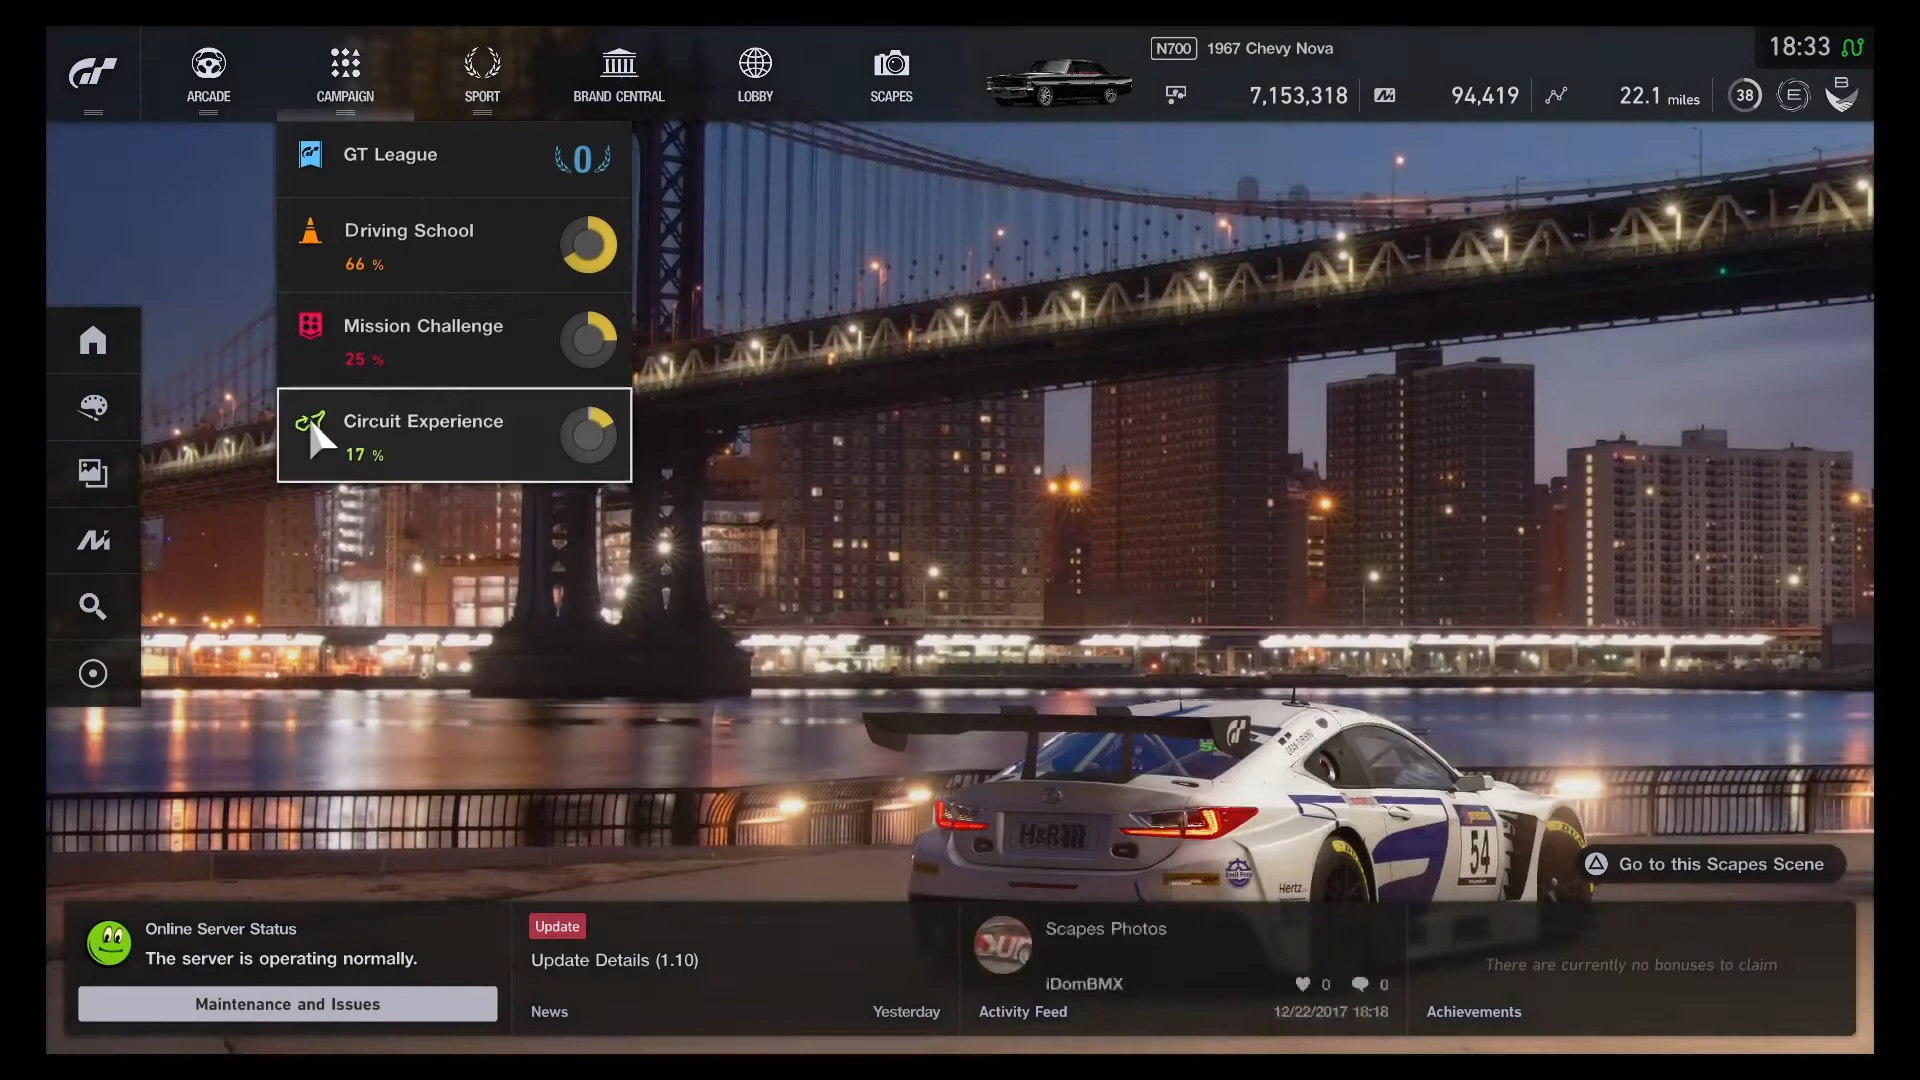 ARCADE
CAMPAIGN
SPORT
BRAND CENTRAL
LOBBY
SCAPES
N700 1967 Chevy Nova
18:33
7,153,318
94,419
22.1 miles
38
E
B
GT League
0
Driving School
66 %
Mission Challenge
25 %
Circuit Experience
17 %
GRAN TURISMO
H&R
54
Hertz
Go to this Scapes Scene
Online Server Status
The server is operating normally.
Maintenance and Issues
Update
Update Details (1.10)
News
Yesterday
Scapes Photos
iDomBMX
0
0
Activity Feed
12/22/2017 18:18
There are currently no bonuses to claim
Achievements